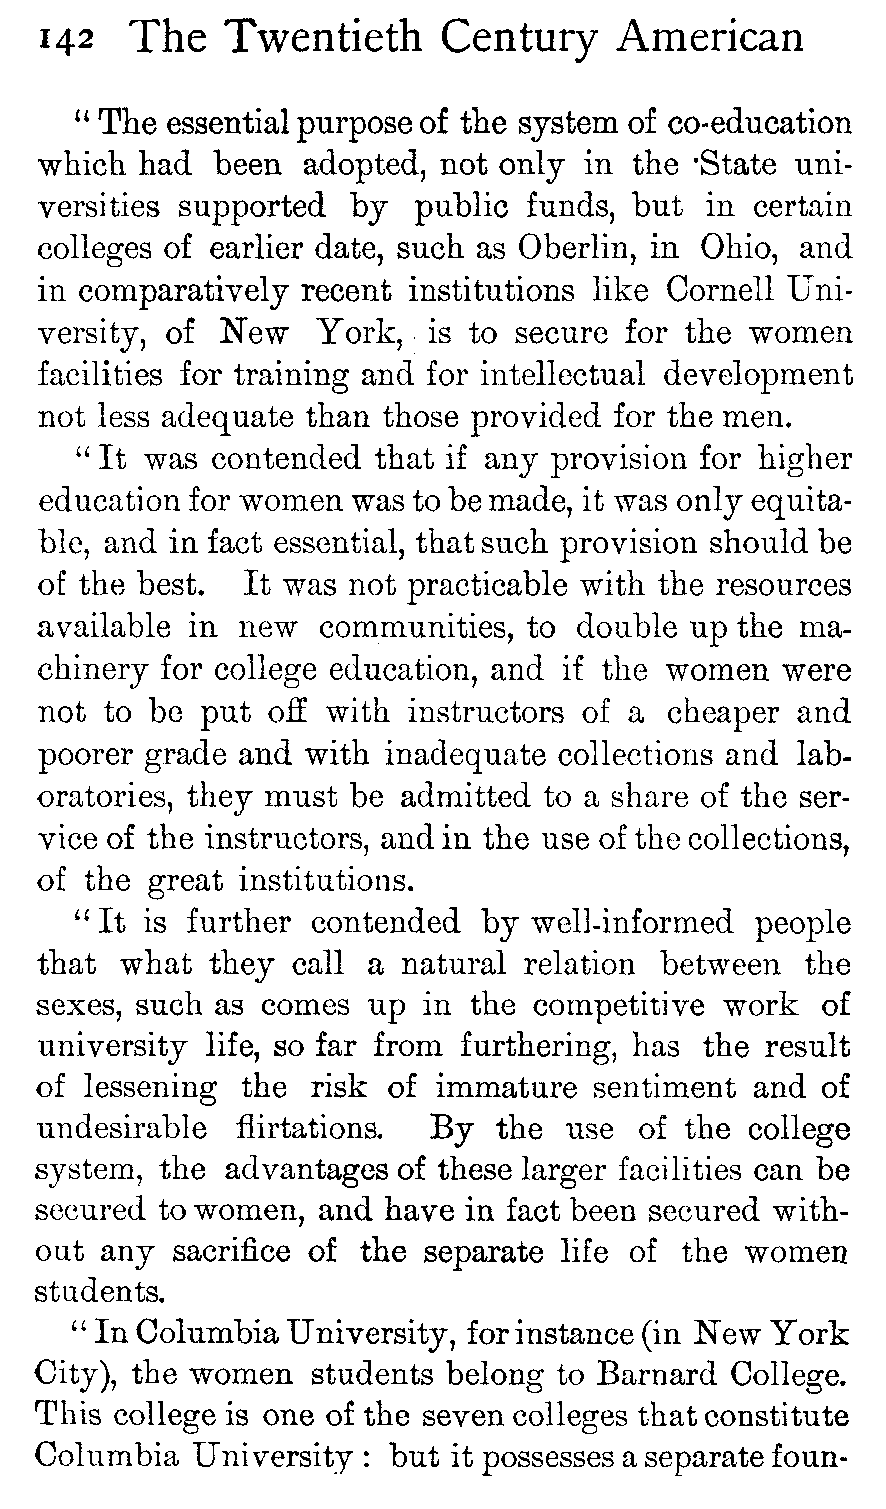 142 The Twentieth Century American
“ The essential purpose of the system of co-education
which had been adopted, not only in the State uni-
versities supported by public funds, but in certain
colleges of earlier date, such as Oberlin, in Ohio, and
in comparatively recent institutions like Cornell Uni-
versity, of New York, is to secure for the women
facilities for training and for intellectual development
not less adequate than those provided for the men.
“ It was contended that if any provision for higher
education for women was to be made, it was only equita-
ble, and in fact essential, that such provision should be
of the best. It was not practicable with the resources
available in new communities, to double up the ma-
chinery for college education, and if the women were
not to be put off with instructors of a cheaper and
poorer grade and with inadequate collections and lab-
oratories, they must be admitted to a share of the ser-
vice of the instructors, and in the use of the collections,
of the great institutions.
“ It is further contended by well-informed people
that what they call a natural relation between the
sexes, such as comes up in the competitive work of
university life, so far from furthering, has the result
of lessening the risk of immature sentiment and of
undesirable flirtations. By the use of the college
system, the advantages of these larger facilities can be
secured to women, and have in fact been secured with-
out any sacrifice of the separate life of the women
students.
“ In Columbia University, for instance (in New York
City), the women students belong to Barnard College.
This college is one of the seven colleges that constitute
Columbia University : but it possesses a separate foun-